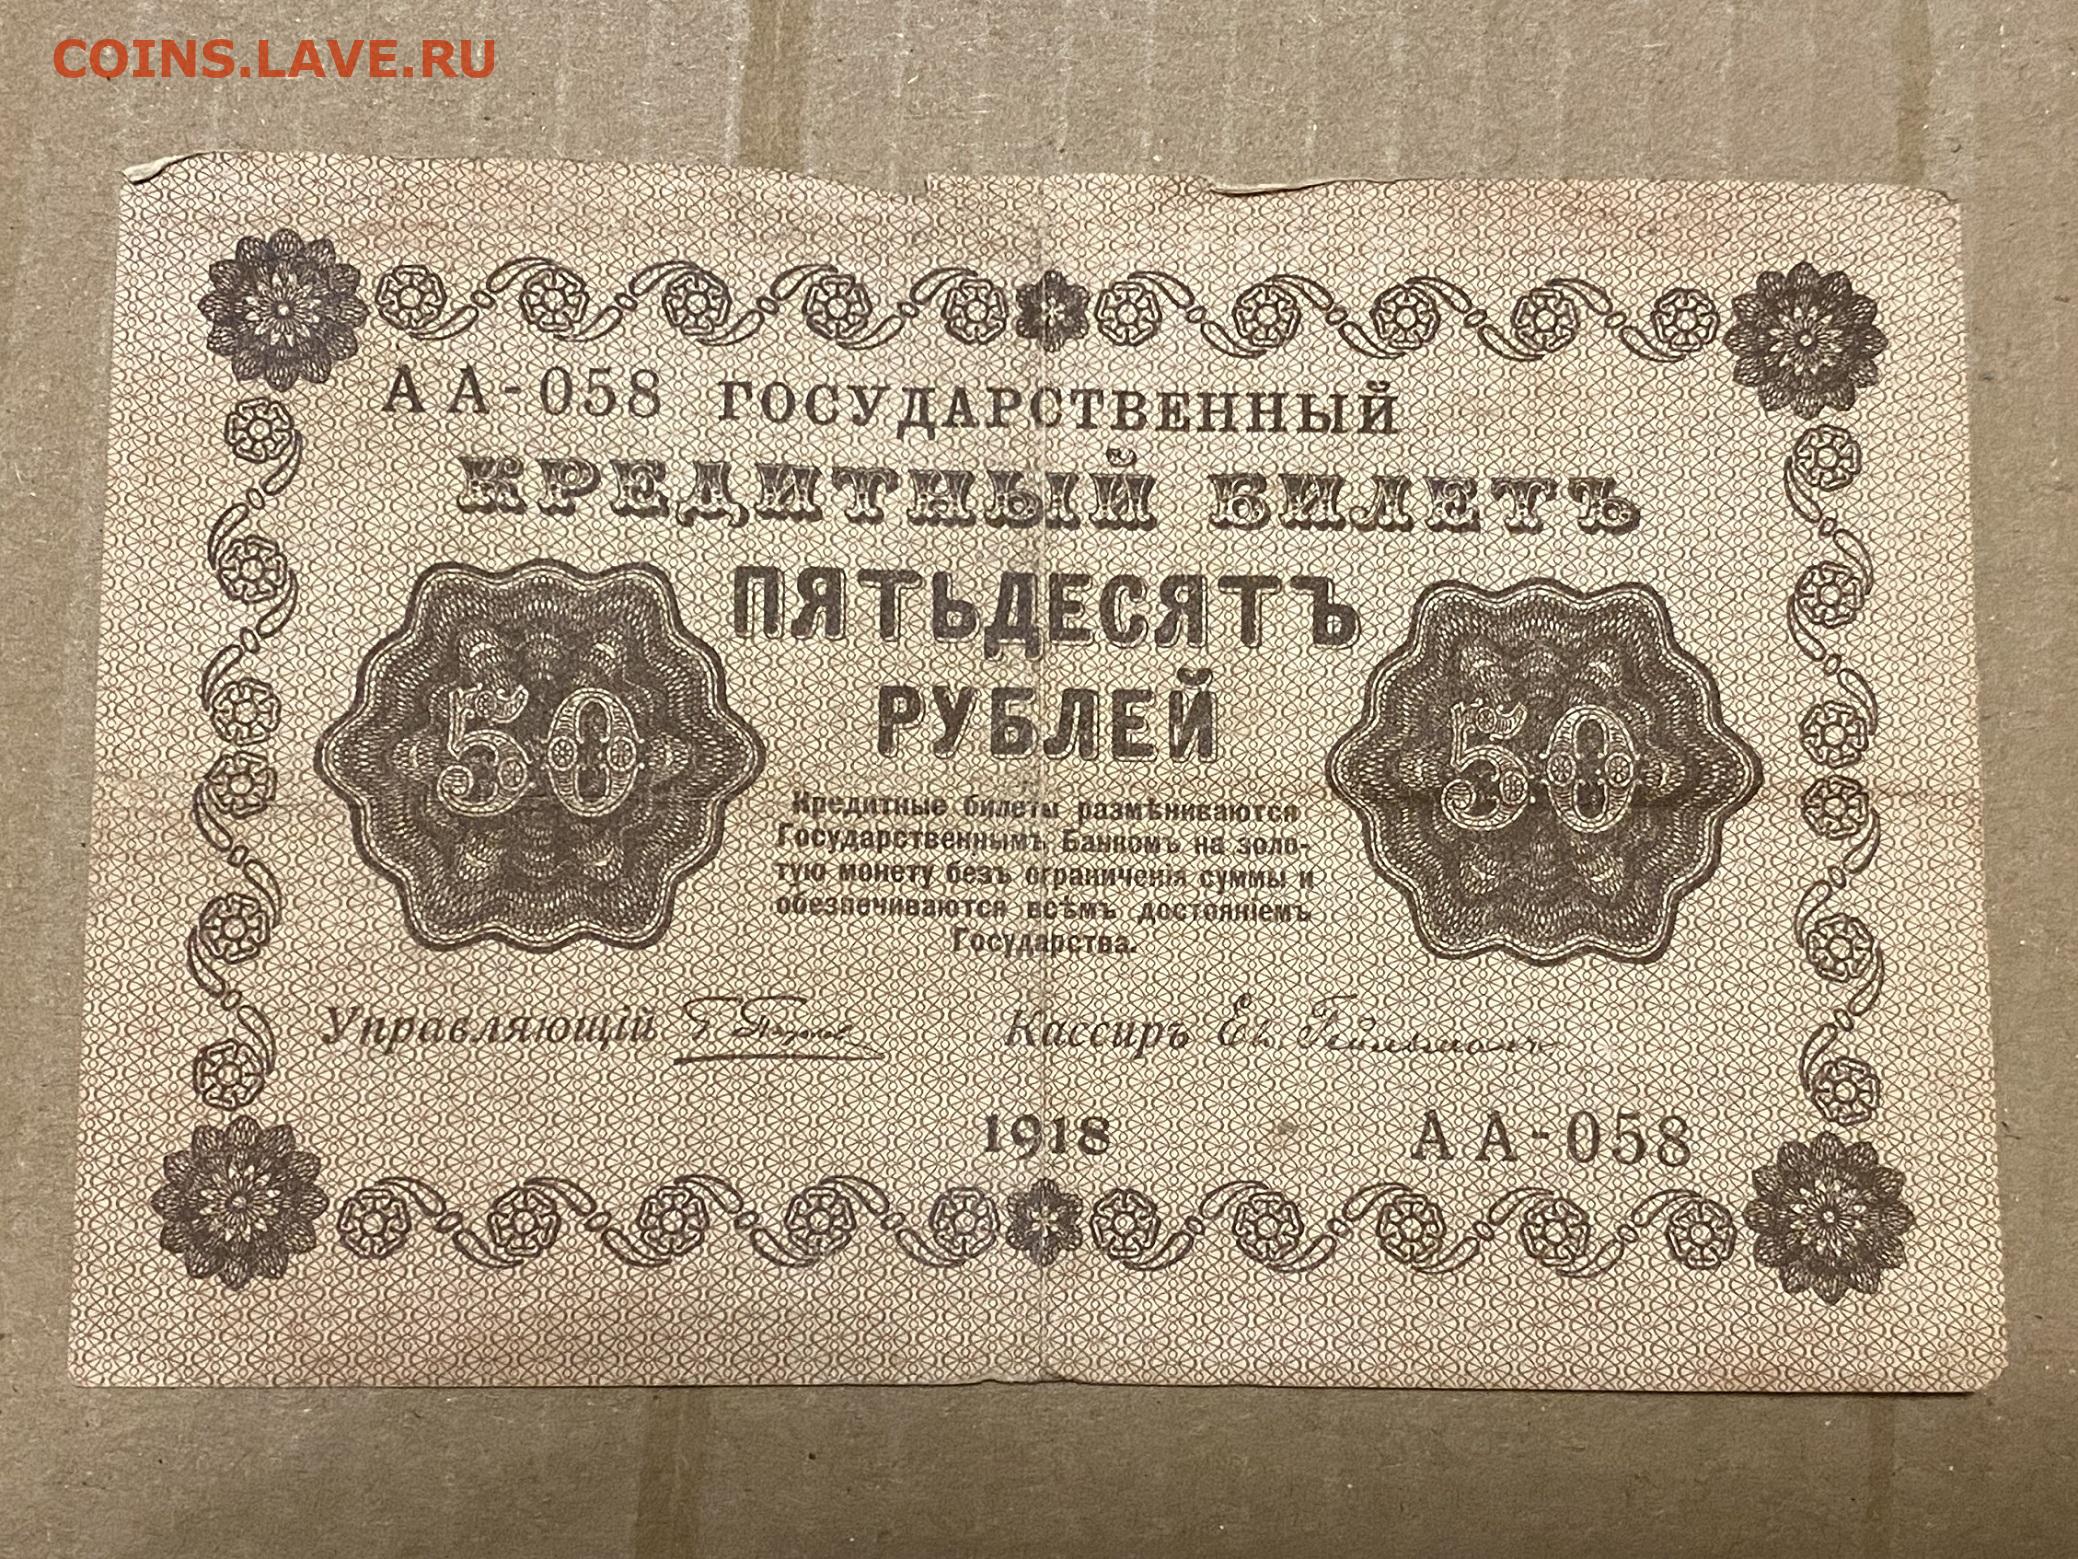 COINS.LAVE.RU
АА-058 ГОСУДАРСТВЕННЫЙ
КРЕДИТНЫЙ БИЛЕТЪ
ПЯТЬДЕСЯТЪ
РУБЛЕЙ
50
50
Кредитные билеты размѣниваются
Государственнымъ Банкомъ на золо-
тую монету безъ ограниченія суммы и
обезпечиваются всѣмъ достояніемъ
Государства.
Управляющій Кассиръ
1918 АА-058